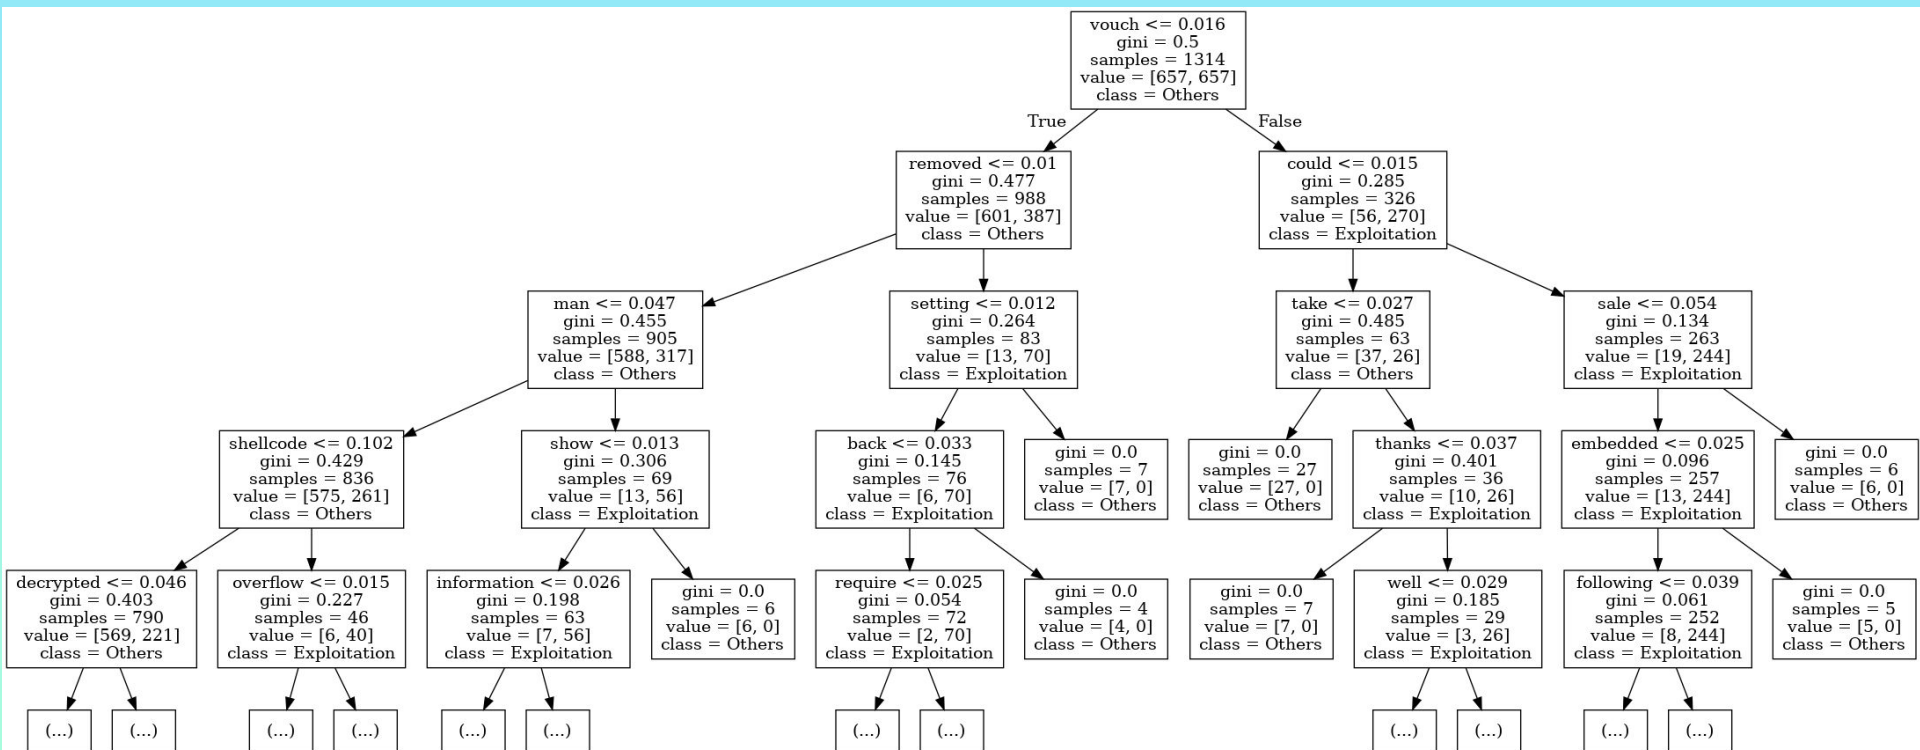 vouch <= 0.016
gini = 0.5
samples = 1314
value = [657, 657]
class = Others
True
False
removed <= 0.01
gini = 0.477
samples = 988
value = [601, 387]
class = Others
could <= 0.015
gini = 0.285
samples = 326
value = [56, 270]
class = Exploitation
man <= 0.047
gini = 0.455
samples = 905
value = [588, 317]
class = Others
setting <= 0.012
gini = 0.264
samples = 83
value = [13, 70]
class = Exploitation
take <= 0.027
gini = 0.485
samples = 63
value = [37, 26]
class = Others
sale <= 0.054
gini = 0.134
samples = 263
value = [19, 244]
class = Exploitation
shellcode <= 0.102
gini = 0.429
samples = 836
value = [575, 261]
class = Others
show <= 0.013
gini = 0.306
samples = 69
value = [13, 56]
class = Exploitation
back <= 0.033
gini = 0.145
samples = 76
value = [6, 70]
class = Exploitation
gini = 0.0
samples = 7
value = [7, 0]
class = Others
gini = 0.0
samples = 27
value = [27, 0]
class = Others
thanks <= 0.037
gini = 0.401
samples = 36
value = [10, 26]
class = Exploitation
embedded <= 0.025
gini = 0.096
samples = 257
value = [13, 244]
class = Exploitation
gini = 0.0
samples = 6
value = [6, 0]
class = Others
decrypted <= 0.046
gini = 0.403
samples = 790
value = [569, 221]
class = Others
overflow <= 0.015
gini = 0.227
samples = 46
value = [6, 40]
class = Exploitation
information <= 0.026
gini = 0.198
samples = 63
value = [7, 56]
class = Exploitation
gini = 0.0
samples = 6
value = [6, 0]
class = Others
require <= 0.025
gini = 0.054
samples = 72
value = [2, 70]
class = Exploitation
gini = 0.0
samples = 4
value = [4, 0]
class = Others
gini = 0.0
samples = 7
value = [7, 0]
class = Others
well <= 0.029
gini = 0.185
samples = 29
value = [3, 26]
class = Exploitation
following <= 0.039
gini = 0.061
samples = 252
value = [8, 244]
class = Exploitation
gini = 0.0
samples = 5
value = [5, 0]
class = Others
(...)
(...)
(...)
(...)
(...)
(...)
(...)
(...)
(...)
(...)
(...)
(...)